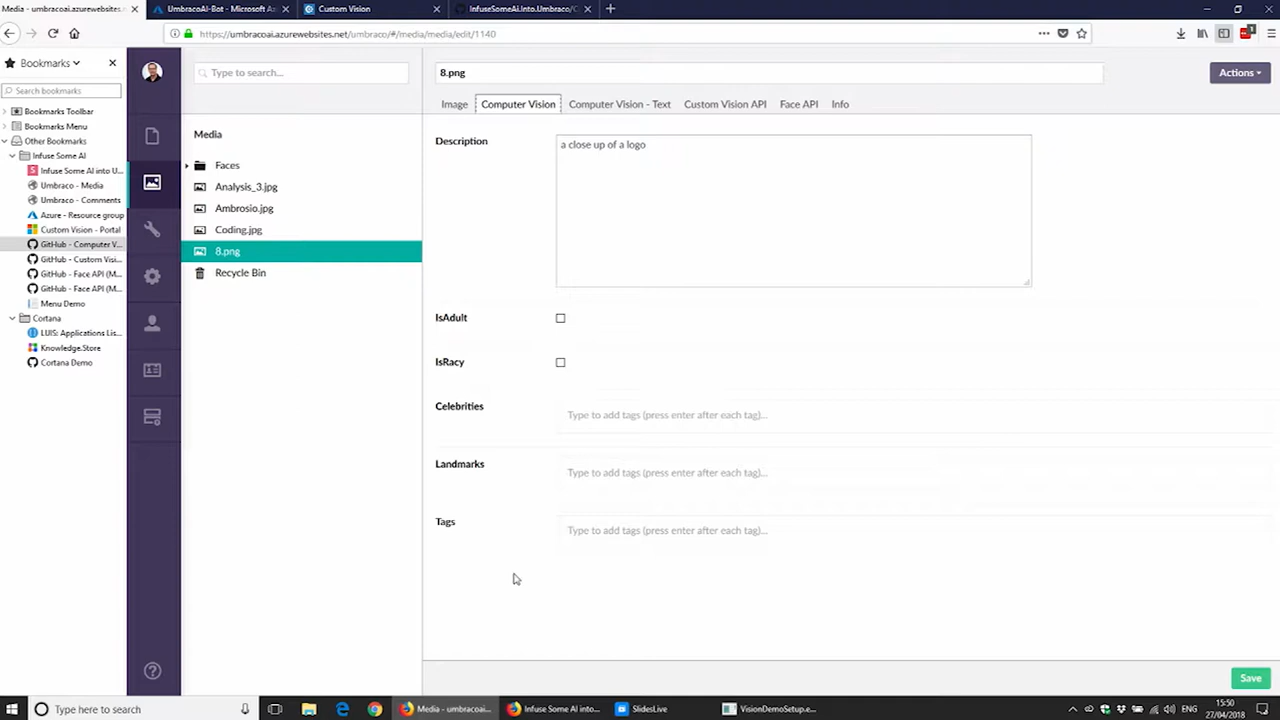 Media - umbracoai.azurewebsites.ne
UmbracoAI-Bot - Microsoft Az
Custom Vision
InfuseSomeAI.Into.Umbraco/C
https://umbracoai.azurewebsites.net/umbraco/#/media/media/edit/1140
Bookmarks
Search bookmarks
Bookmarks Toolbar
Bookmarks Menu
Other Bookmarks
Infuse Some AI
Infuse Some AI into U...
Umbraco - Media
Umbraco - Comments
Azure - Resource group
Custom Vision - Portal
GitHub - Computer V...
GitHub - Custom Visi...
GitHub - Face API (M...
GitHub - Face API (M...
Menu Demo
Cortana
LUIS: Applications Lis...
Knowledge.Store
Cortana Demo
Type to search...
Media
Faces
Analysis_3.jpg
Ambrosio.jpg
Coding.jpg
8.png
Recycle Bin
8.png
Actions
Image
Computer Vision
Computer Vision - Text
Custom Vision API
Face API
Info
Description
a close up of a logo
IsAdult
IsRacy
Celebrities
Type to add tags (press enter after each tag)...
Landmarks
Type to add tags (press enter after each tag)...
Tags
Type to add tags (press enter after each tag)...
Save
Type here to search
Media - umbracoai...
Infuse Some AI into...
SlidesLive
VisionDemoSetup.e...
ENG
15:50
27/04/2018